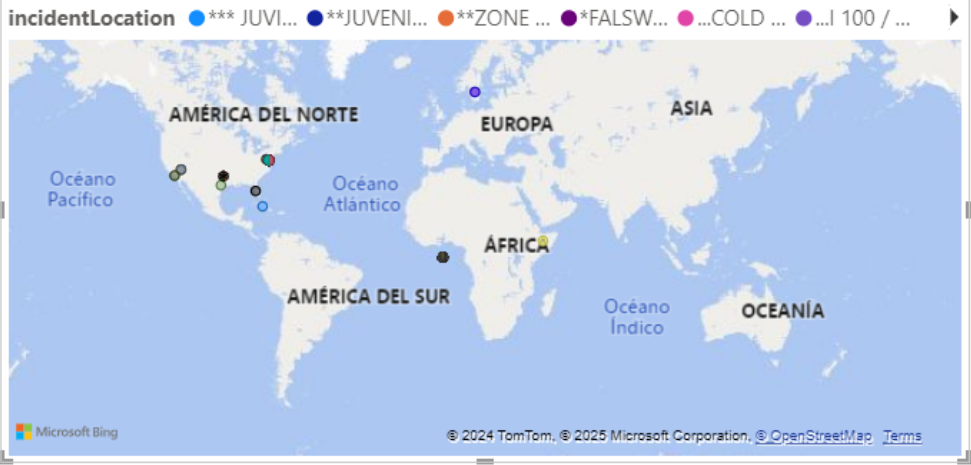 incidentLocation *** JUVI... **JUVENI... **ZONE ... *FALSW... ...COLD ... ...I 100 / ...
AMÉRICA DEL NORTE
ASIA
EUROPA
Océano
Pacífico
Océano
Atlántico
ÁFRICA
AMÉRICA DEL SUR
Océano
Índico
OCEANÍA
Microsoft Bing
© 2024 TomTom, © 2025 Microsoft Corporation, © OpenStreetMap Terms